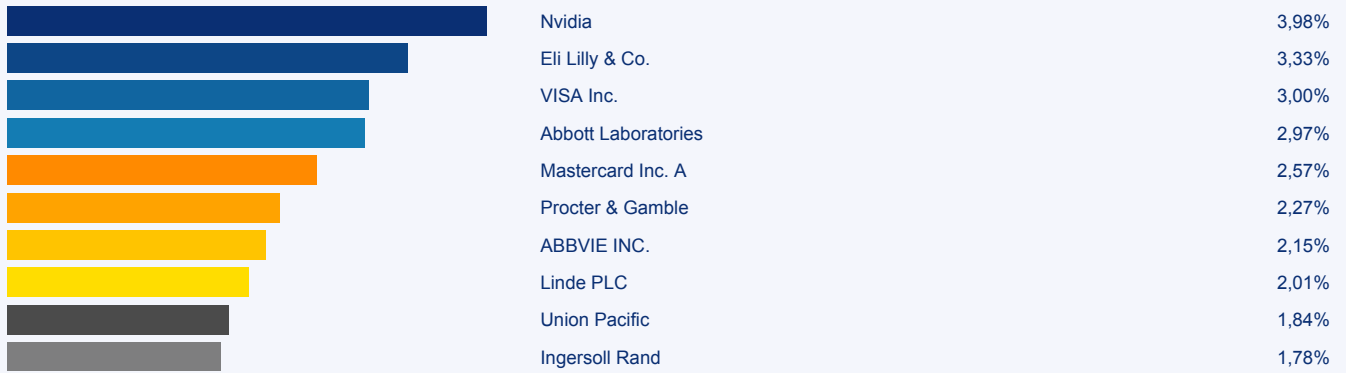 Nvidia 3,98%
Eli Lilly & Co. 3,33%
VISA Inc. 3,00%
Abbott Laboratories 2,97%
Mastercard Inc. A 2,57%
Procter & Gamble 2,27%
ABBVIE INC. 2,15%
Linde PLC 2,01%
Union Pacific 1,84%
Ingersoll Rand 1,78%